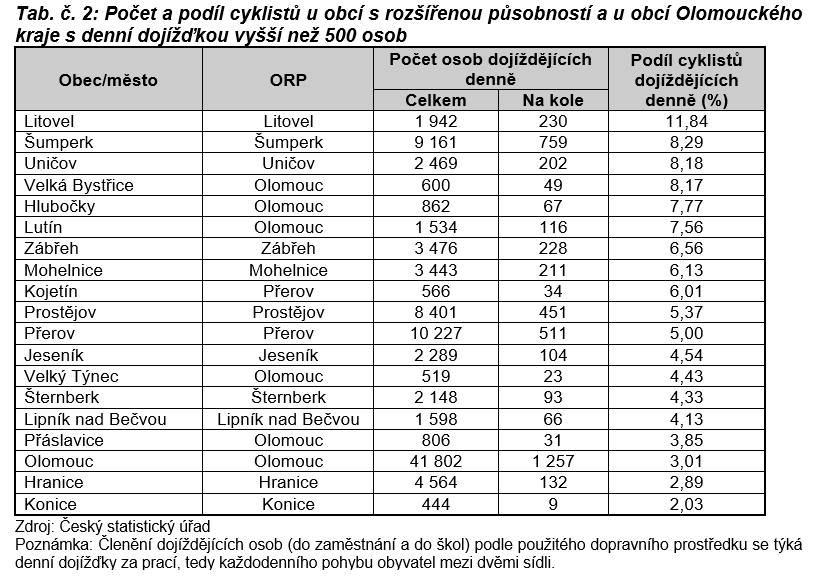 Tab. č. 2: Počet a podíl cyklistů u obcí s rozšířenou působností a u obcí Olomouckého
kraje s denní dojížďkou vyšší než 500 osob
Obec/město ORP Počet osob dojíždějících denně Podíl cyklistů dojíždějících denně (%)
Celkem Na kole
Litovel Litovel 1 942 230 11,84
Šumperk Šumperk 9 161 759 8,29
Uničov Uničov 2 469 202 8,18
Velká Bystřice Olomouc 600 49 8,17
Hlubočky Olomouc 862 67 7,77
Lutín Olomouc 1 534 116 7,56
Zábřeh Zábřeh 3 476 228 6,56
Mohelnice Mohelnice 3 443 211 6,13
Kojetín Přerov 566 34 6,01
Prostějov Prostějov 8 401 451 5,37
Přerov Přerov 10 227 511 5,00
Jeseník Jeseník 2 289 104 4,54
Velký Týnec Olomouc 519 23 4,43
Šternberk Šternberk 2 148 93 4,33
Lipník nad Bečvou Lipník nad Bečvou 1 598 66 4,13
Přáslavice Olomouc 806 31 3,85
Olomouc Olomouc 41 802 1 257 3,01
Hranice Hranice 4 564 132 2,89
Konice Konice 444 9 2,03
Zdroj: Český statistický úřad
Poznámka: Členění dojíždějících osob (do zaměstnání a do škol) podle použitého dopravního prostředku se týká
denní dojížďky za prací, tedy každodenního pohybu obyvatel mezi dvěmi sídli.